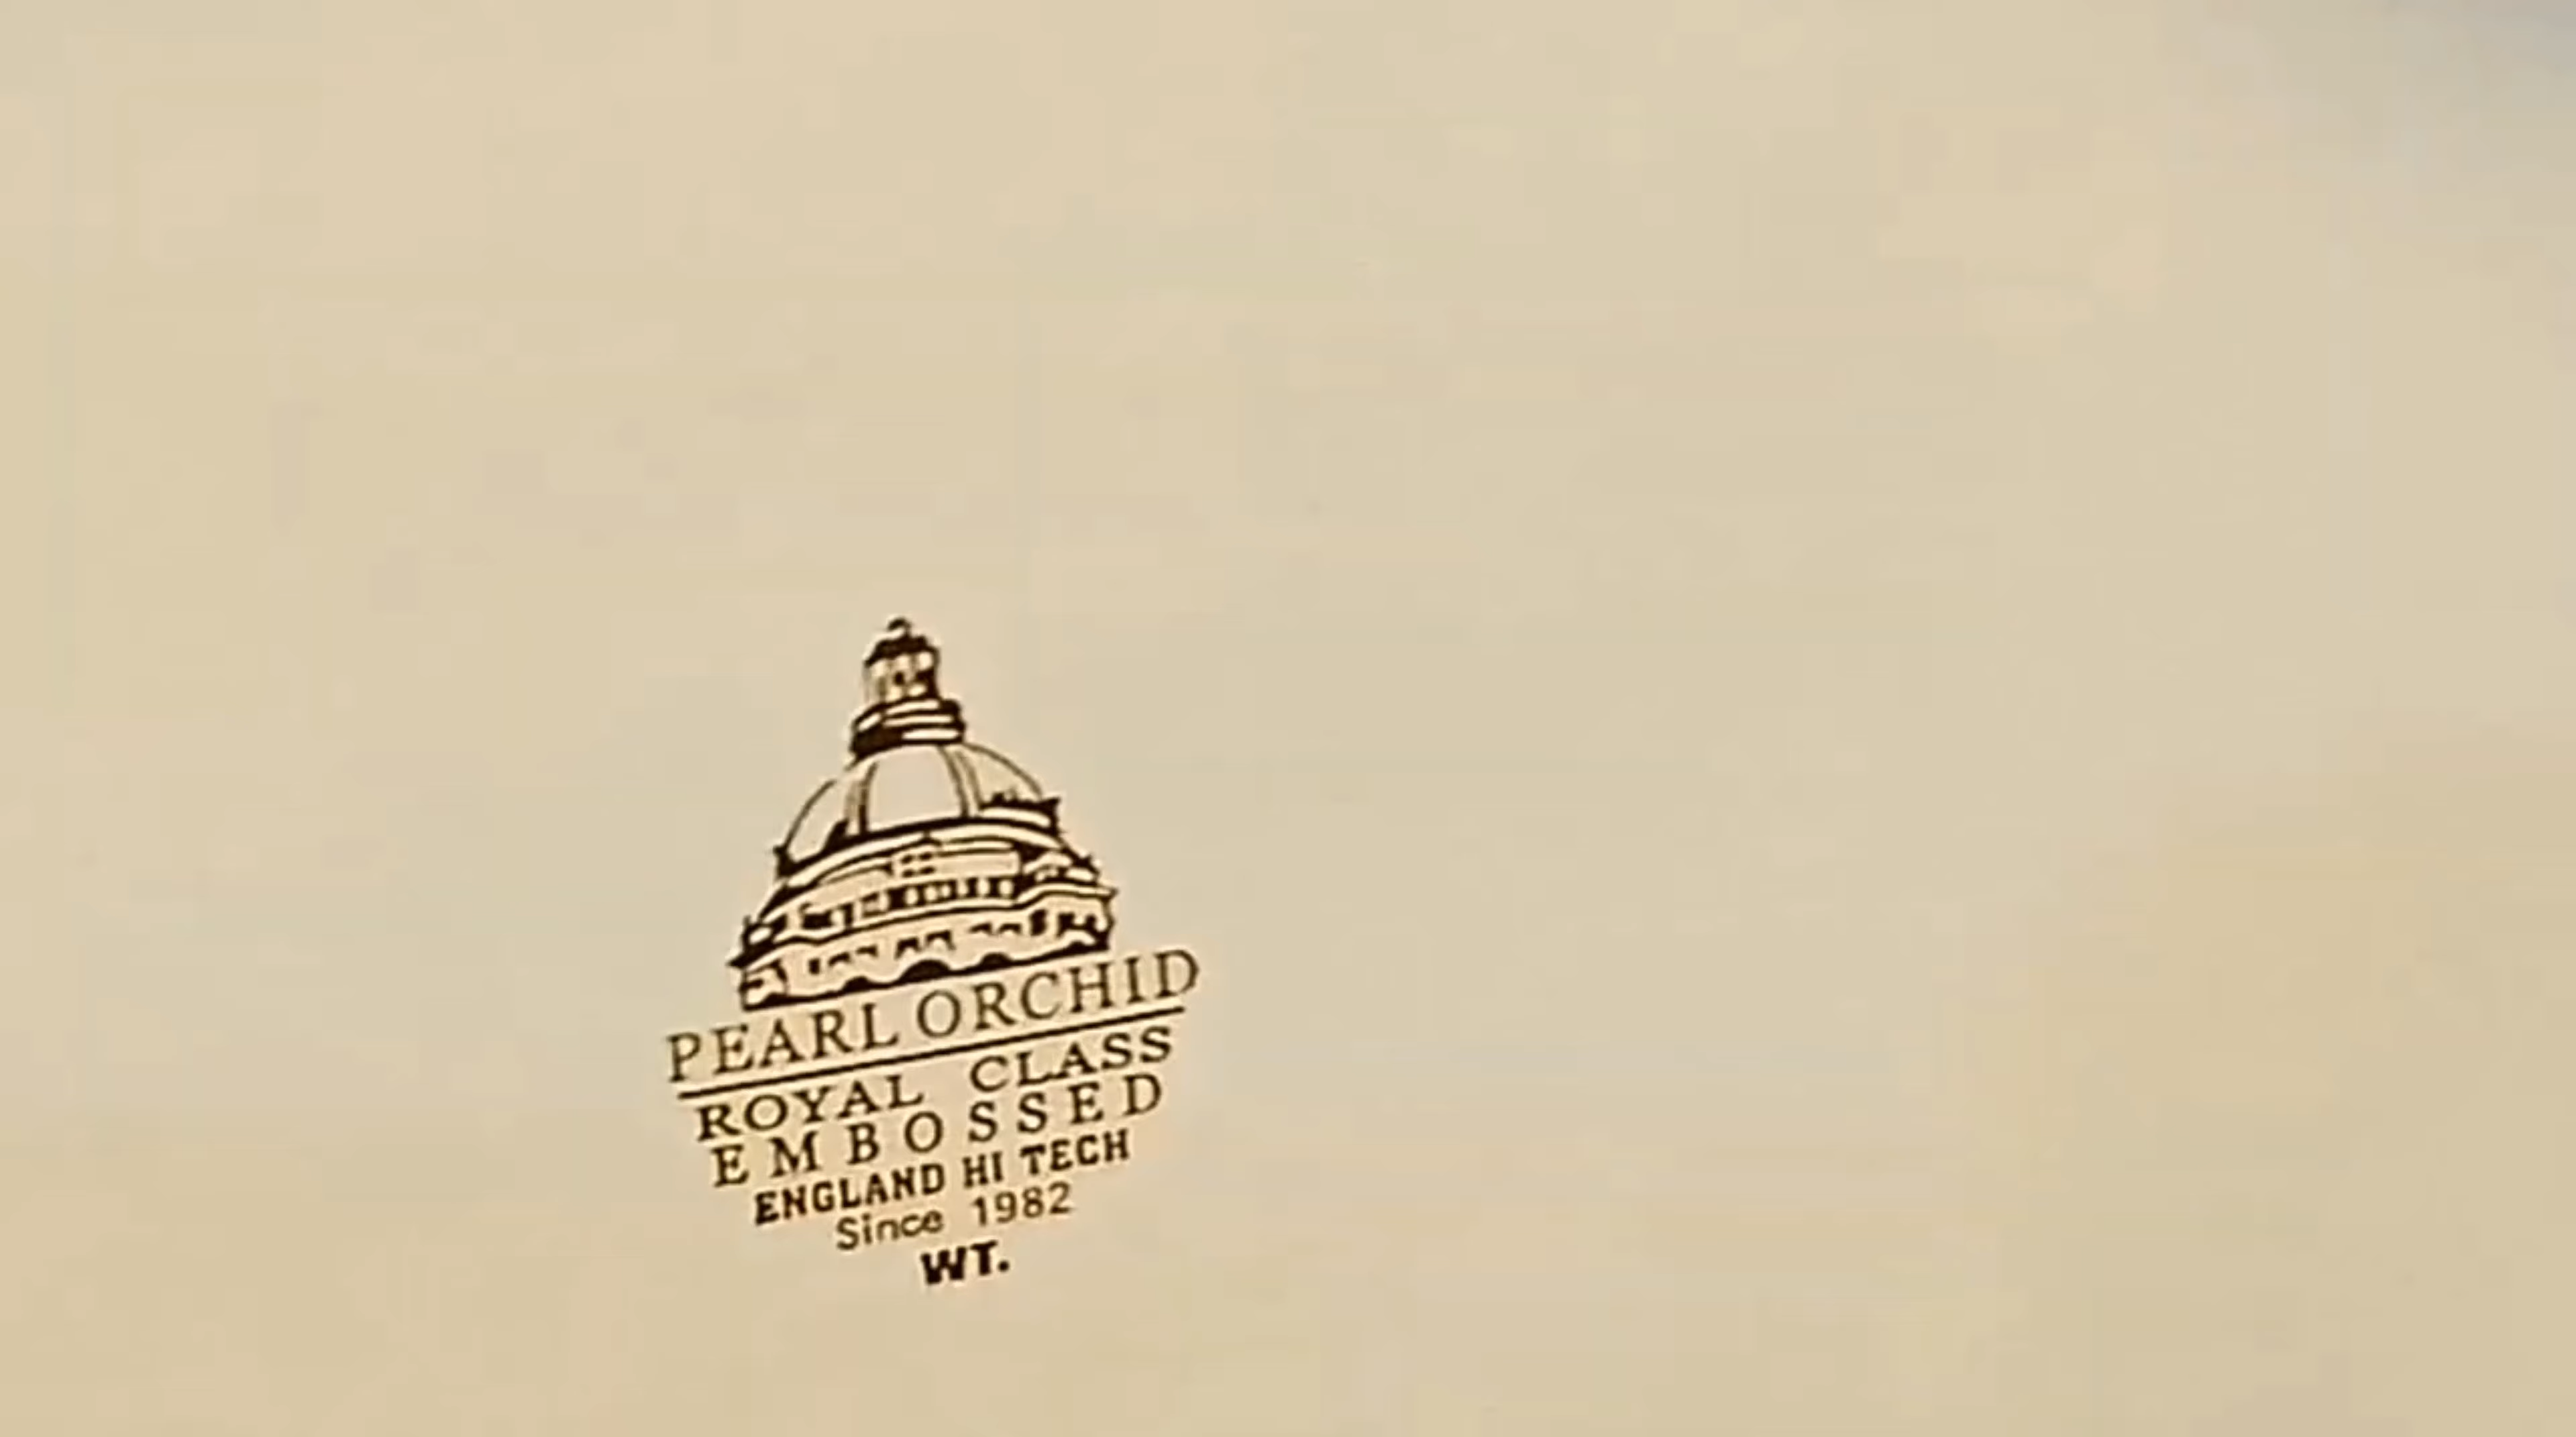 PEARL ORCHID
ROYAL CLASS
EMBOSSED
ENGLAND HI TECH
Since 1982
WT.